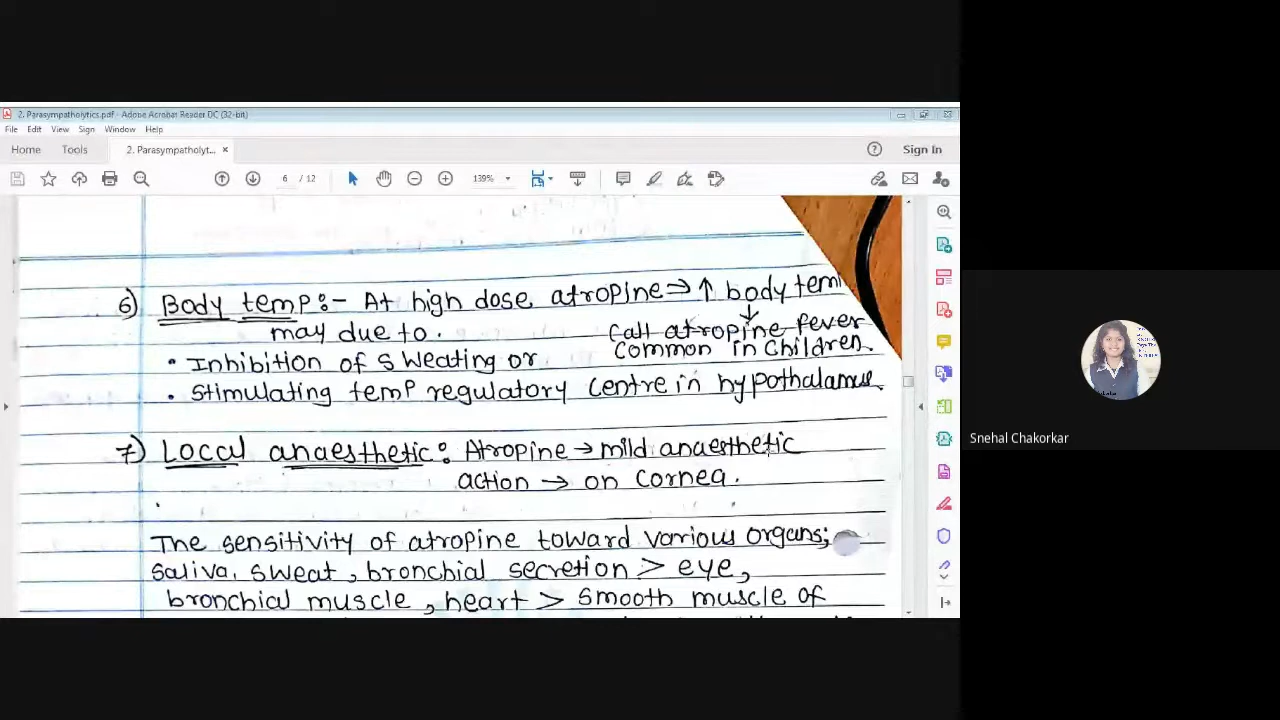 2. Parasympatholytics.pdf - Adobe Acrobat Reader DC (32-bit)
File Edit View Sign Window Help
Home Tools 2. Parasympatholyt... × Sign In
6 / 12 139%
6) Body temp:- At high dose atropine ⇒ ↑ body tem
may due to.
↓
Call atropine fever
common in children.
• Inhibition of sweating or
• Stimulating temp regulatory centre in hypothalamus.
7) Local anaesthetic: Atropine → mild anaesthetic
action → on cornea.
The sensitivity of atropine toward various organs;
saliva, sweat, bronchial secretion > eye,
bronchial muscle, heart > smooth muscle of
Snehal Chakorkar